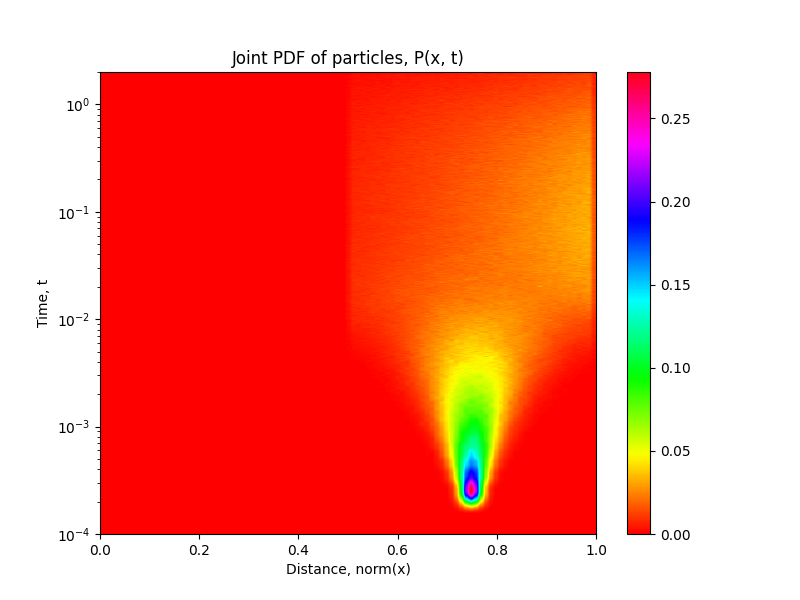 Joint PDF of particles, P(x, t)
10⁰
10⁻¹
10⁻²
10⁻³
10⁻⁴
Time, t
0.0 0.2 0.4 0.6 0.8 1.0
Distance, norm(x)
0.25
0.20
0.15
0.10
0.05
0.00